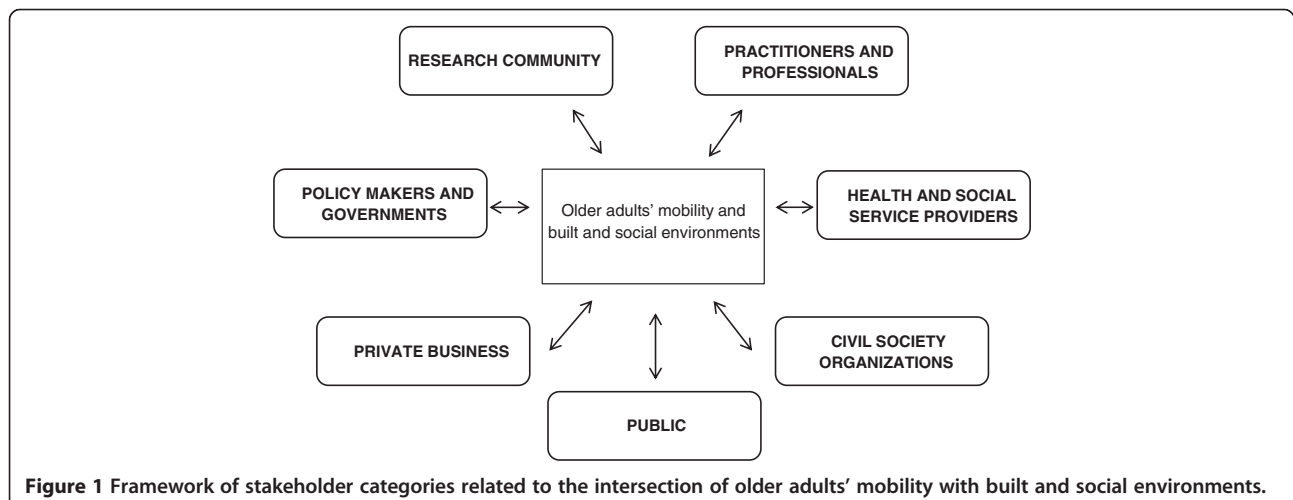 RESEARCH COMMUNITY
PRACTITIONERS AND
PROFESSIONALS
POLICY MAKERS AND
GOVERNMENTS
Older adults’ mobility and
built and social environments
HEALTH AND SOCIAL
SERVICE PROVIDERS
PRIVATE BUSINESS
CIVIL SOCIETY
ORGANIZATIONS
PUBLIC
Figure 1 Framework of stakeholder categories related to the intersection of older adults’ mobility with built and social environments.